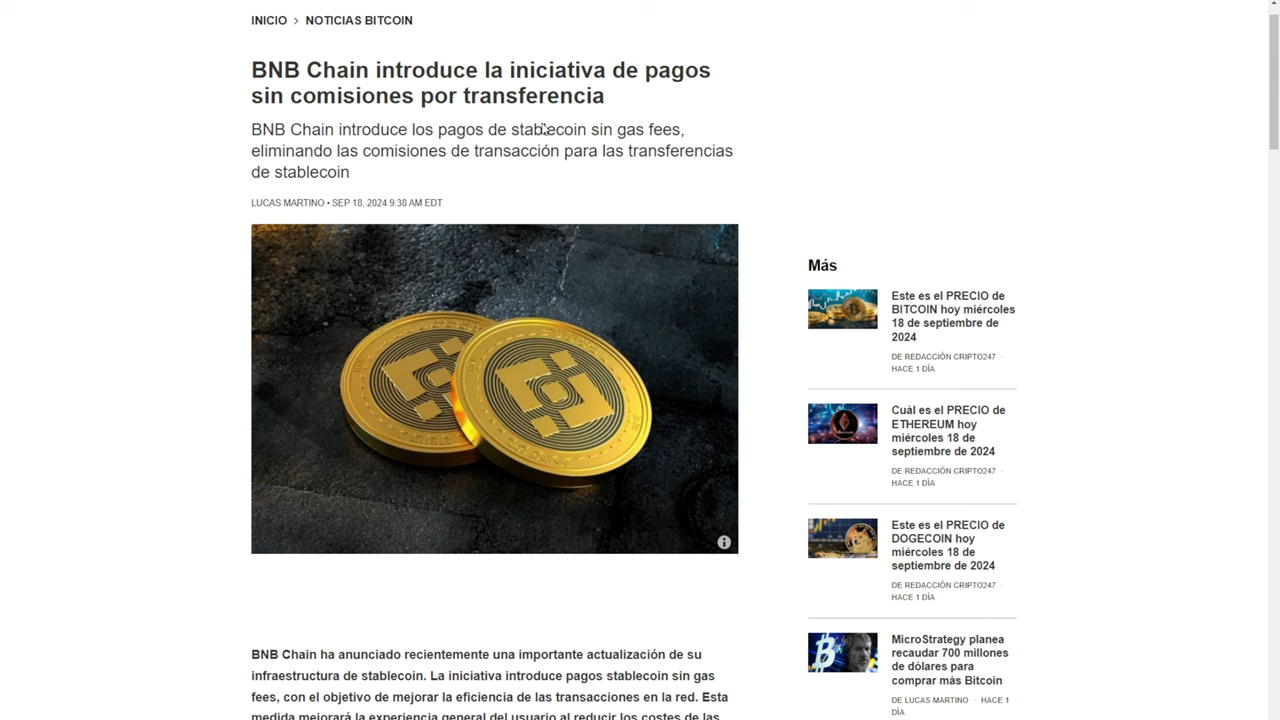 INICIO > NOTICIAS BITCOIN
BNB Chain introduce la iniciativa de pagos
sin comisiones por transferencia
BNB Chain introduce los pagos de stablecoin sin gas fees,
eliminando las comisiones de transacción para las transferencias
de stablecoin
LUCAS MARTINO • SEP 18, 2024 9:38 AM EDT
Más
Este es el PRECIO de
BITCOIN hoy miércoles
18 de septiembre de
2024
DE REDACCIÓN CRIPTO247 ·
HACE 1 DÍA
Cuál es el PRECIO de
ETHEREUM hoy
miércoles 18 de
septiembre de 2024
DE REDACCIÓN CRIPTO247 ·
HACE 1 DÍA
Este es el PRECIO de
DOGECOIN hoy
miércoles 18 de
septiembre de 2024
DE REDACCIÓN CRIPTO247 ·
HACE 1 DÍA
MicroStrategy planea
recaudar 700 millones
de dólares para
comprar más Bitcoin
DE LUCAS MARTINO · HACE 1
DÍA
BNB Chain ha anunciado recientemente una importante actualización de su
infraestructura de stablecoin. La iniciativa introduce pagos stablecoin sin gas
fees, con el objetivo de mejorar la eficiencia de las transacciones en la red. Esta
medida mejorará la experiencia general del usuario al reducir los costes de las